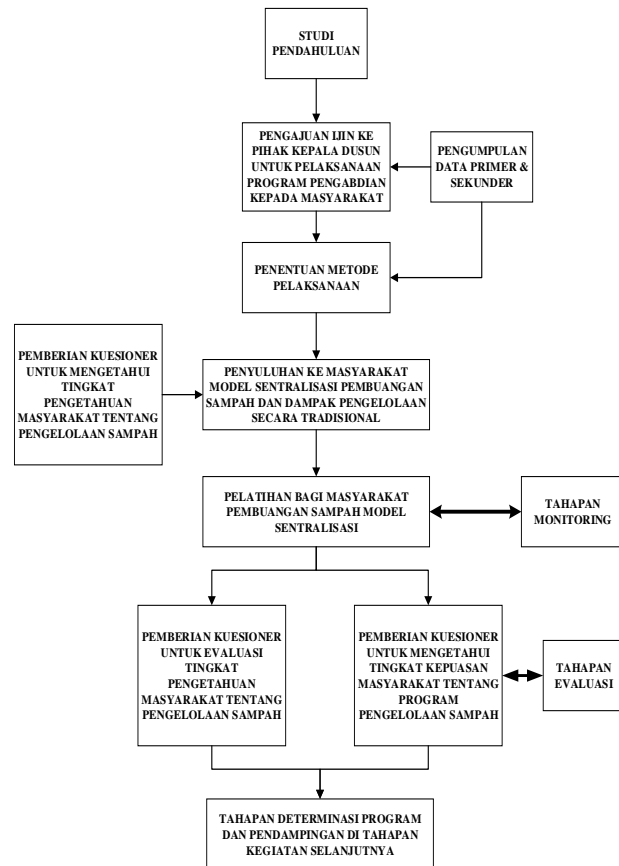 STUDI
PENDAHULUAN
PENGAJUAN IJIN KE
PIHAK KEPALA DUSUN
UNTUK PELAKSANAAN
PROGRAM PENGABDIAN
KEPADA MASYARAKAT
PENGUMPULAN
DATA PRIMER &
SEKUNDER
PENENTUAN METODE
PELAKSANAAN
PEMBERIAN KUESIONER
UNTUK MENGETAHUI
TINGKAT
PENGETAHUAN
MASYARAKAT TENTANG
PENGELOLAAN SAMPAH
PENYULUHAN KE MASYARAKAT
MODEL SENTRALISASI PEMBUANGAN
SAMPAH DAN DAMPAK PENGELOLAAN
SECARA TRADISIONAL
PELATIHAN BAGI MASYARAKAT
PEMBUANGAN SAMPAH MODEL
SENTRALISASI
TAHAPAN
MONITORING
PEMBERIAN KUESIONER
UNTUK EVALUASI
TINGKAT
PENGETAHUAN
MASYARAKAT TENTANG
PENGELOLAAN SAMPAH
PEMBERIAN KUESIONER
UNTUK MENGETAHUI
TINGKAT KEPUASAN
MASYARAKAT TENTANG
PROGRAM
PENGELOLAAN SAMPAH
TAHAPAN
EVALUASI
TAHAPAN DETERMINASI PROGRAM
DAN PENDAMPINGAN DI TAHAPAN
KEGIATAN SELANJUTNYA